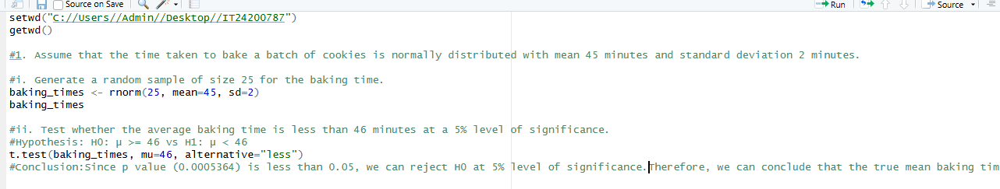 Source on Save
Run
Source
setwd("C://Users//Admin//Desktop//IT24200787")
getwd()
#1. Assume that the time taken to bake a batch of cookies is normally distributed with mean 45 minutes and standard deviation 2 minutes.
#i. Generate a random sample of size 25 for the baking time.
baking_times <- rnorm(25, mean=45, sd=2)
baking_times
#ii. Test whether the average baking time is less than 46 minutes at a 5% level of significance.
#Hypothesis: H0: μ >= 46 vs H1: μ < 46
t.test(baking_times, mu=46, alternative="less")
#Conclusion:Since p value (0.0005364) is less than 0.05, we can reject H0 at 5% level of significance.Therefore, we can conclude that the true mean baking tim